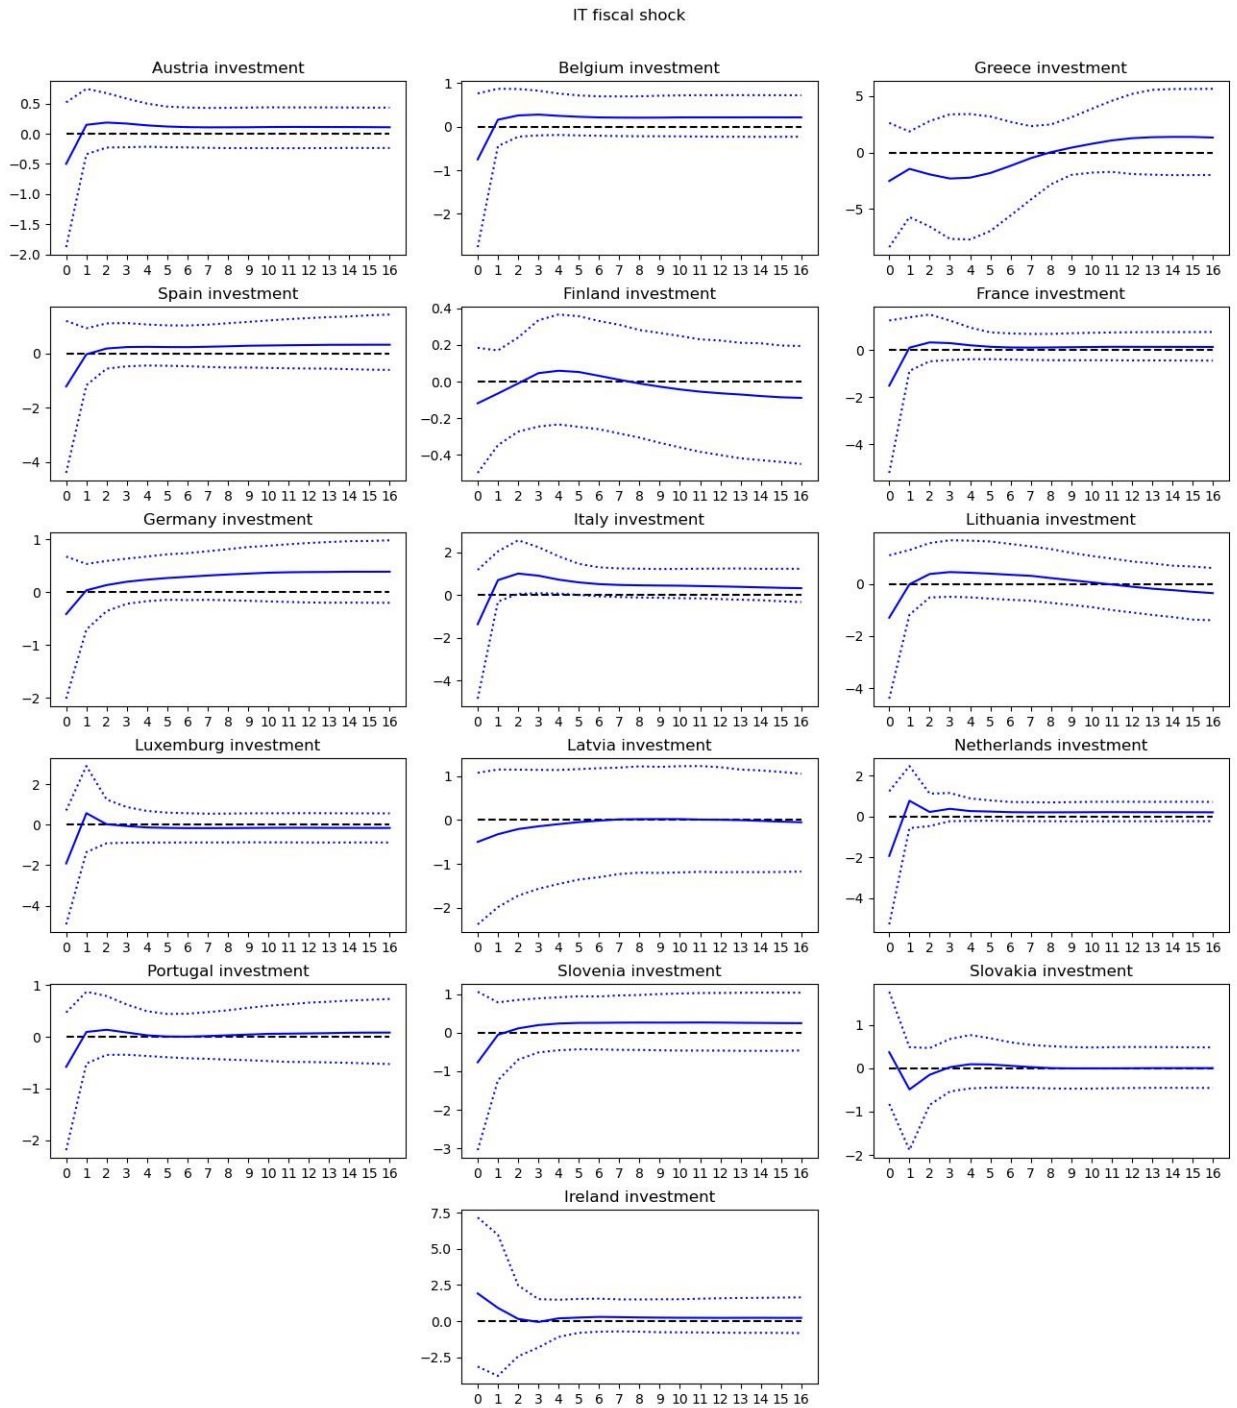 IT fiscal shock
Austria investment
0.5
0.0
−0.5
−1.0
−1.5
−2.0
0 1 2 3 4 5 6 7 8 9 10 11 12 13 14 15 16
Belgium investment
1
0
−1
−2
0 1 2 3 4 5 6 7 8 9 10 11 12 13 14 15 16
Greece investment
5
0
−5
0 1 2 3 4 5 6 7 8 9 10 11 12 13 14 15 16
Spain investment
0
−2
−4
0 1 2 3 4 5 6 7 8 9 10 11 12 13 14 15 16
Finland investment
0.4
0.2
0.0
−0.2
−0.4
0 1 2 3 4 5 6 7 8 9 10 11 12 13 14 15 16
France investment
0
−2
−4
0 1 2 3 4 5 6 7 8 9 10 11 12 13 14 15 16
Germany investment
1
0
−1
−2
0 1 2 3 4 5 6 7 8 9 10 11 12 13 14 15 16
Italy investment
2
0
−2
−4
0 1 2 3 4 5 6 7 8 9 10 11 12 13 14 15 16
Lithuania investment
0
−2
−4
0 1 2 3 4 5 6 7 8 9 10 11 12 13 14 15 16
Luxemburg investment
2
0
−2
−4
0 1 2 3 4 5 6 7 8 9 10 11 12 13 14 15 16
Latvia investment
1
0
−1
−2
0 1 2 3 4 5 6 7 8 9 10 11 12 13 14 15 16
Netherlands investment
2
0
−2
−4
0 1 2 3 4 5 6 7 8 9 10 11 12 13 14 15 16
Portugal investment
1
0
−1
−2
0 1 2 3 4 5 6 7 8 9 10 11 12 13 14 15 16
Slovenia investment
1
0
−1
−2
−3
0 1 2 3 4 5 6 7 8 9 10 11 12 13 14 15 16
Slovakia investment
1
0
−1
−2
0 1 2 3 4 5 6 7 8 9 10 11 12 13 14 15 16
Ireland investment
7.5
5.0
2.5
0.0
−2.5
0 1 2 3 4 5 6 7 8 9 10 11 12 13 14 15 16